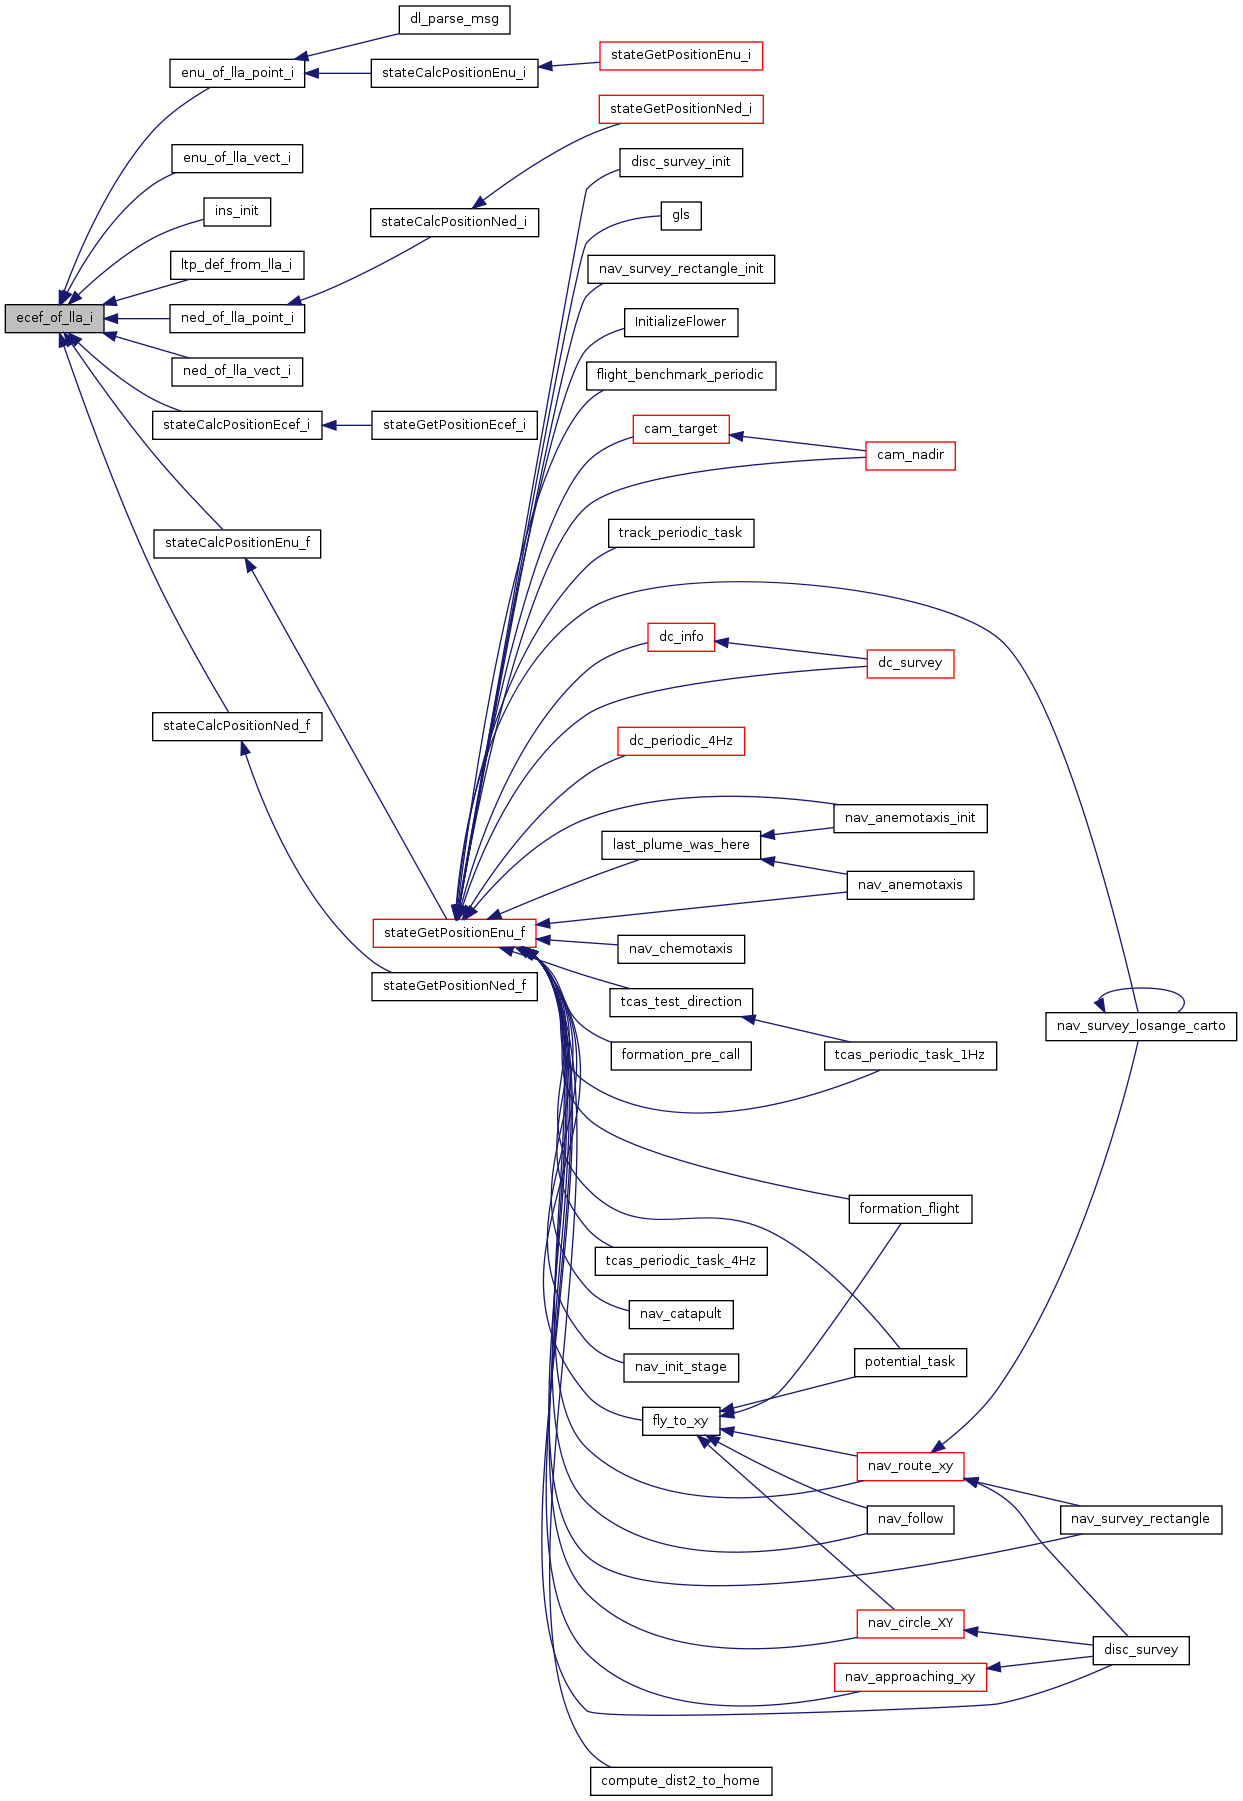 dl_parse_msg
stateGetPositionEnu_i
enu_of_lla_point_i
stateCalcPositionEnu_i
stateGetPositionNed_i
enu_of_lla_vect_i
disc_survey_init
ins_init
gls
stateCalcPositionNed_i
ltp_def_from_lla_i
nav_survey_rectangle_init
ecef_of_lla_i
ned_of_lla_point_i
InitializeFlower
ned_of_lla_vect_i
flight_benchmark_periodic
stateCalcPositionEcef_i
stateGetPositionEcef_i
cam_target
cam_nadir
stateCalcPositionEnu_f
track_periodic_task
dc_info
dc_survey
stateCalcPositionNed_f
dc_periodic_4Hz
nav_anemotaxis_init
last_plume_was_here
nav_anemotaxis
stateGetPositionEnu_f
nav_chemotaxis
stateGetPositionNed_f
tcas_test_direction
nav_survey_losange_carto
formation_pre_call
tcas_periodic_task_1Hz
formation_flight
tcas_periodic_task_4Hz
nav_catapult
nav_init_stage
potential_task
fly_to_xy
nav_route_xy
nav_follow
nav_survey_rectangle
nav_circle_XY
disc_survey
nav_approaching_xy
compute_dist2_to_home